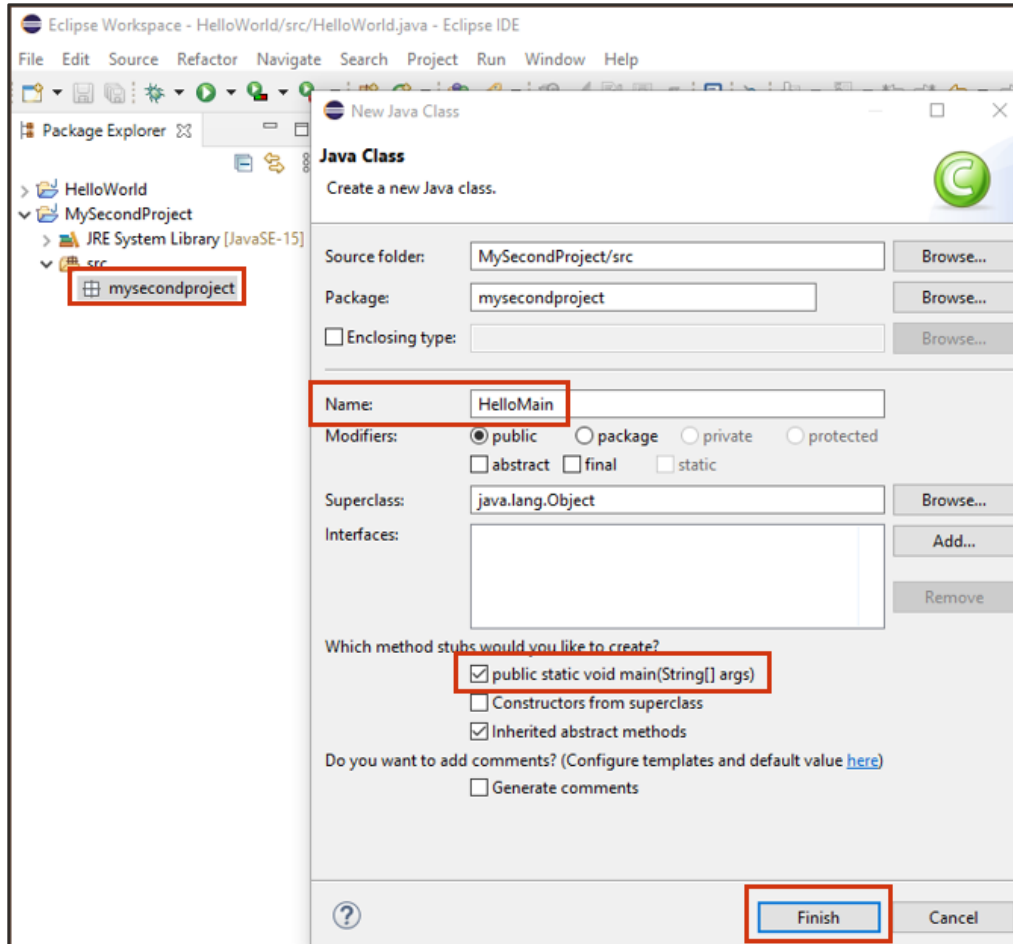 Eclipse Workspace - HelloWorld/src/HelloWorld.java - Eclipse IDE
File Edit Source Refactor Navigate Search Project Run Window Help
Package Explorer
HelloWorld
MySecondProject
JRE System Library [JavaSE-15]
src
mysecondproject
New Java Class
Java Class
Create a new Java class.
Source folder: MySecondProject/src Browse...
Package: mysecondproject Browse...
Enclosing type: Browse...
Name: HelloMain
Modifiers: public package private protected
abstract final static
Superclass: java.lang.Object Browse...
Interfaces: Add...
Remove
Which method stubs would you like to create?
public static void main(String[] args)
Constructors from superclass
Inherited abstract methods
Do you want to add comments? (Configure templates and default value here)
Generate comments
Finish Cancel